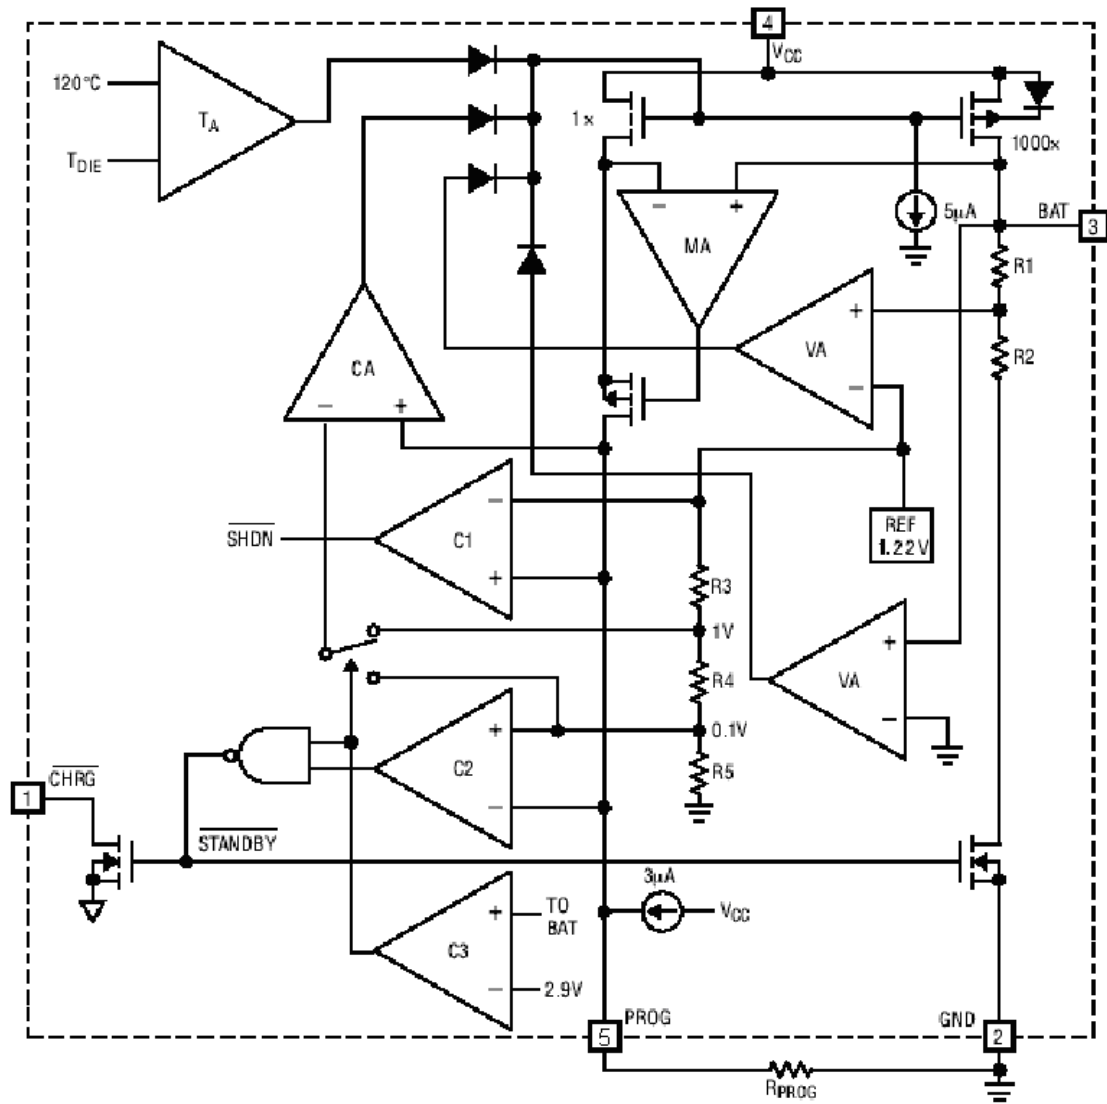 4
VCC
120°C
TA
TDIE
1×
1000×
5µA
BAT
3
− +
MA
R1
+
VA
−
R2
CA
− +
REF
1.22V
SHDN
−
C1
+
R3
1V
+
VA
−
R4
0.1V
+
C2
−
R5
CHRG
1
STANDBY
3µA
VCC
+
TO
BAT
C3
−
2.9V
PROG
5
GND
2
RPROG